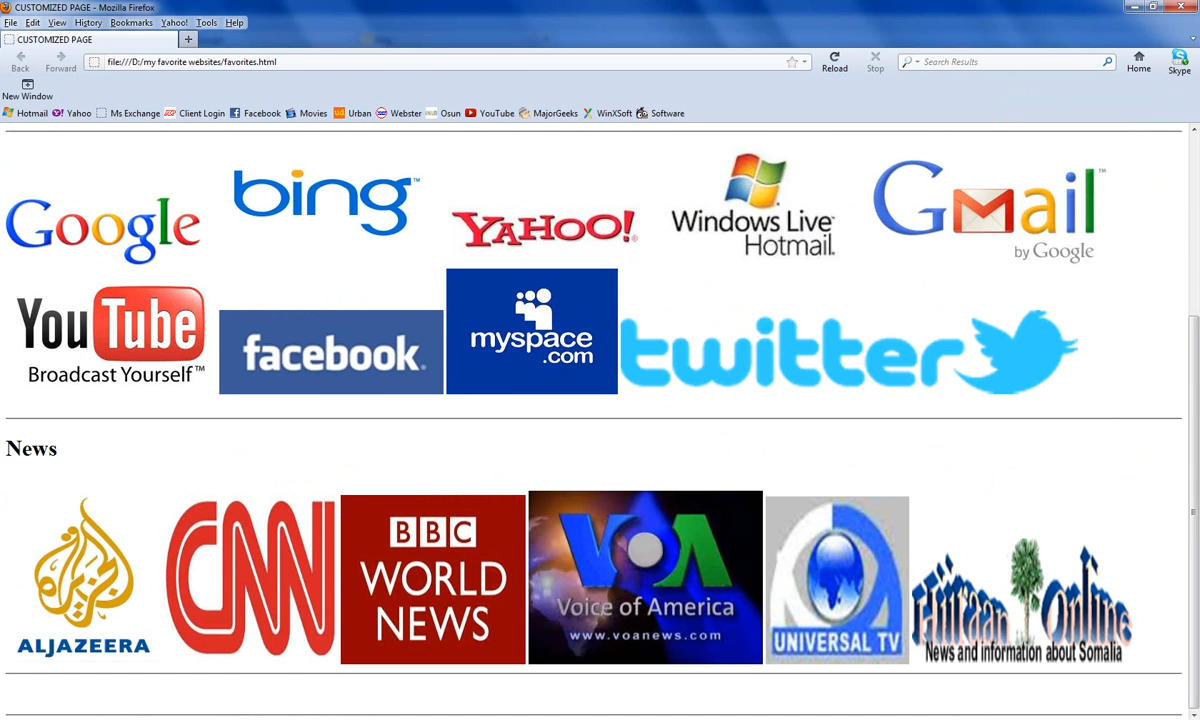 CUSTOMIZED PAGE - Mozilla Firefox
File Edit View History Bookmarks Yahoo! Tools Help
CUSTOMIZED PAGE
Back Forward file:///D:/my favorite websites/favorites.html Reload Stop Search Results Home Skype
New Window
Hotmail Yahoo Ms Exchange Client Login Facebook Movies Urban Webster Osun YouTube MajorGeeks WinXSoft Software
Google
bing™
YAHOO!®
Windows Live™
Hotmail.
Gmail™
by Google
YouTube
Broadcast Yourself™
facebook®
myspace
.com
twitter
News
ALJAZEERA
CNN
BBC
WORLD
NEWS
VOA
Voice of America
www.voanews.com
UNIVERSAL TV
Hiiraan Online
News and information about Somalia